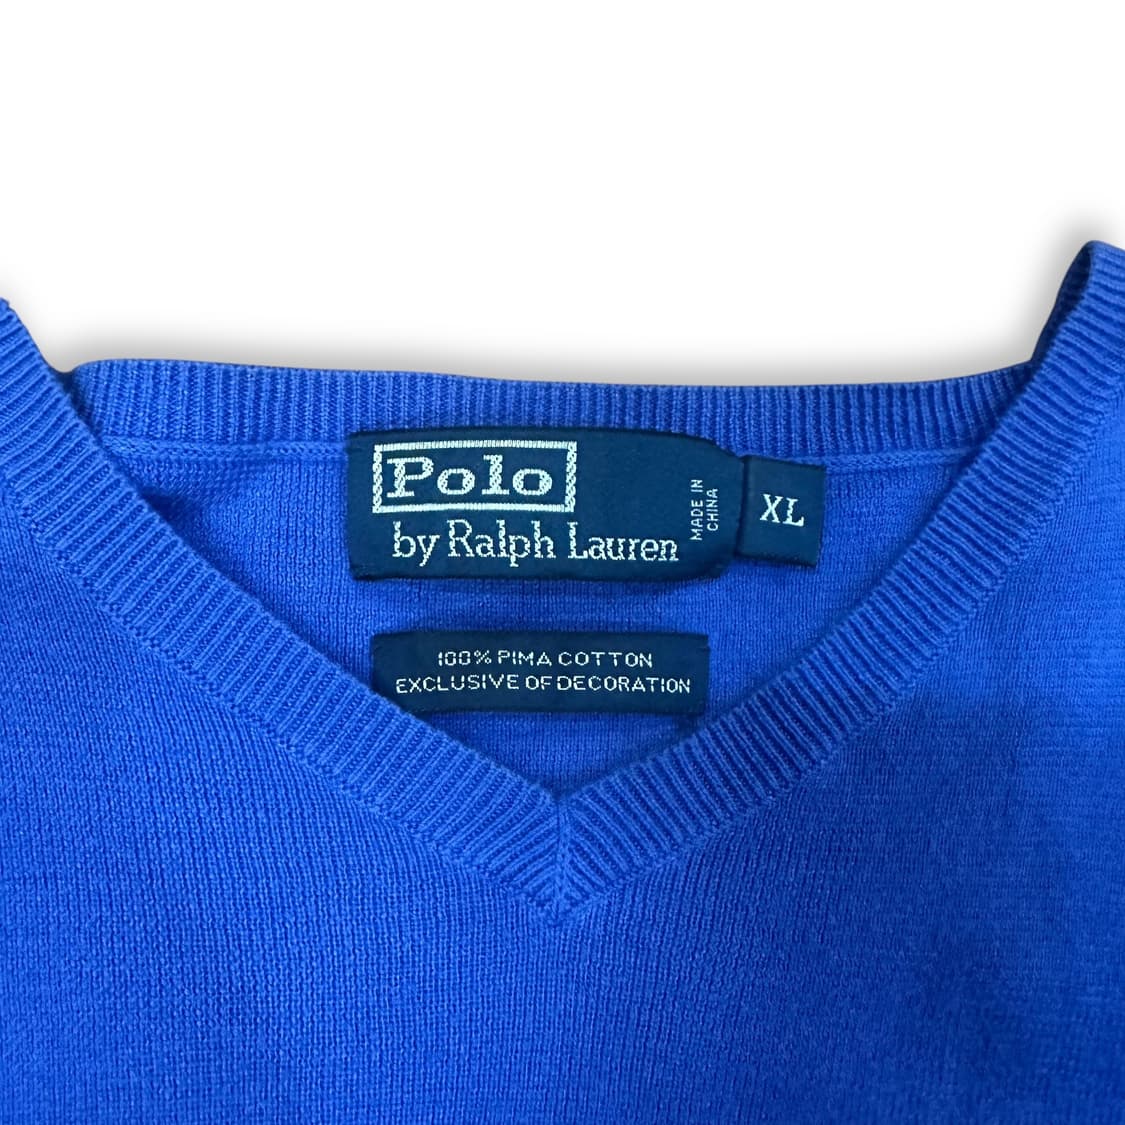 Polo
by Ralph Lauren
MADE IN
CHINA
XL
100% PIMA COTTON
EXCLUSIVE OF DECORATION